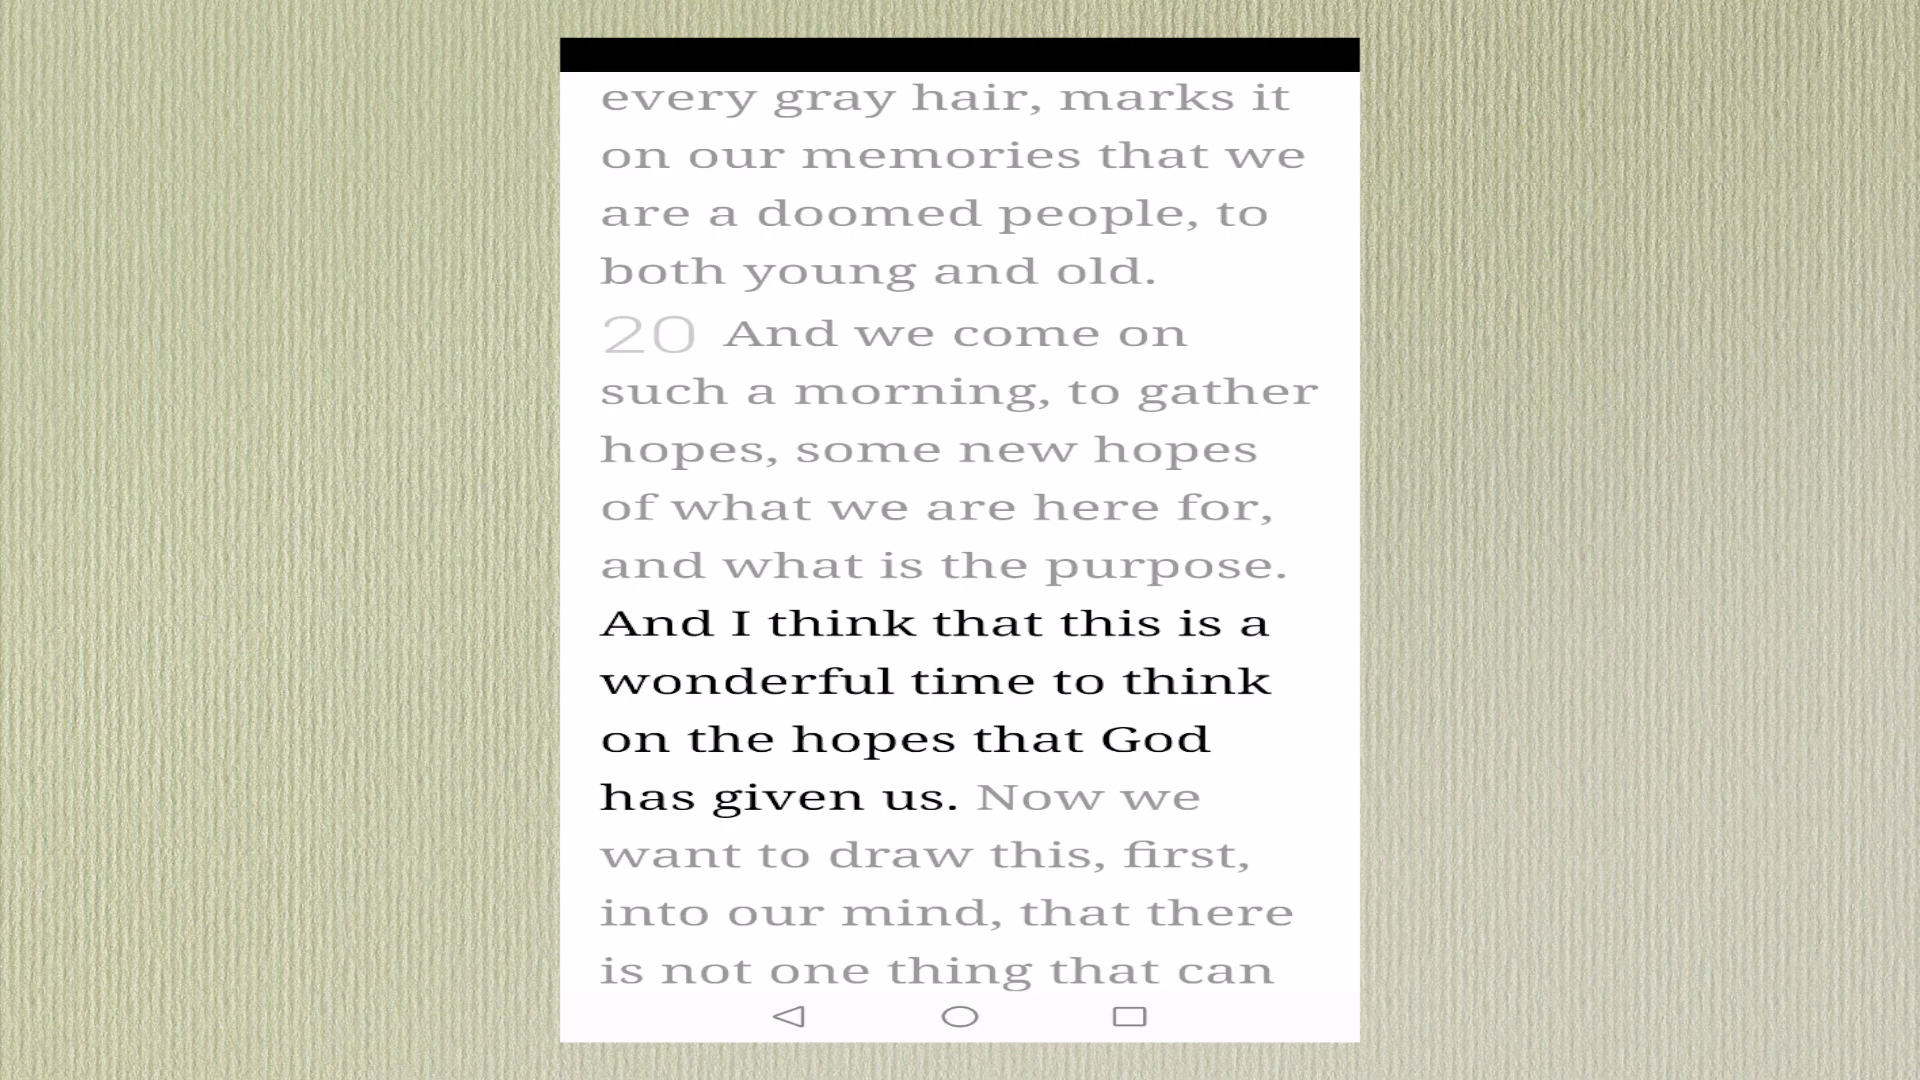 every gray hair, marks it
on our memories that we
are a doomed people, to
both young and old.
20 And we come on
such a morning, to gather
hopes, some new hopes
of what we are here for,
and what is the purpose.
And I think that this is a
wonderful time to think
on the hopes that God
has given us. Now we
want to draw this, first,
into our mind, that there
is not one thing that can